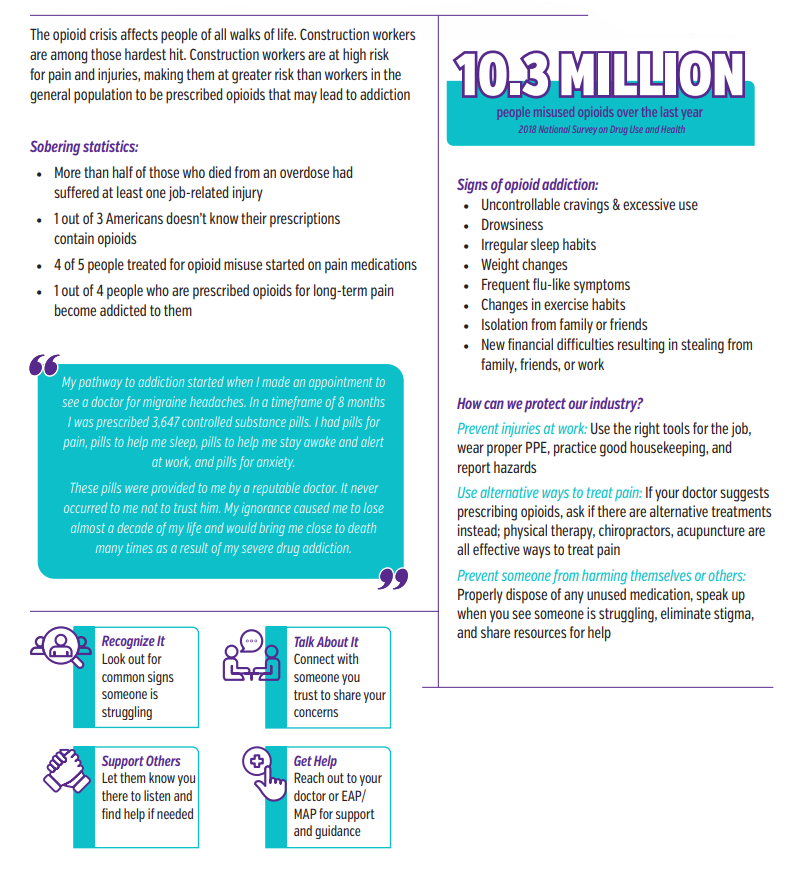 The opioid crisis affects people of all walks of life. Construction workers
are among those hardest hit. Construction workers are at high risk
for pain and injuries, making them at greater risk than workers in the
general population to be prescribed opioids that may lead to addiction
Sobering statistics:
• More than half of those who died from an overdose had
suffered at least one job-related injury
• 1 out of 3 Americans doesn't know their prescriptions
contain opioids
• 4 of 5 people treated for opioid misuse started on pain medications
• 1 out of 4 people who are prescribed opioids for long-term pain
become addicted to them
“
My pathway to addiction started when I made an appointment to
see a doctor for migraine headaches. In a timeframe of 8 months
I was prescribed 3,647 controlled substance pills. I had pills for
pain, pills to help me sleep, pills to help me stay awake and alert
at work, and pills for anxiety.
These pills were provided to me by a reputable doctor. It never
occurred to me not to trust him. My ignorance caused me to lose
almost a decade of my life and would bring me close to death
many times as a result of my severe drug addiction.
”
Recognize It
Look out for
common signs
someone is
struggling
Talk About It
Connect with
someone you
trust to share your
concerns
Support Others
Let them know you
there to listen and
find help if needed
Get Help
Reach out to your
doctor or EAP/
MAP for support
and guidance
10.3 MILLION
people misused opioids over the last year
2018 National Survey on Drug Use and Health
Signs of opioid addiction:
• Uncontrollable cravings & excessive use
• Drowsiness
• Irregular sleep habits
• Weight changes
• Frequent flu-like symptoms
• Changes in exercise habits
• Isolation from family or friends
• New financial difficulties resulting in stealing from
family, friends, or work
How can we protect our industry?
Prevent injuries at work: Use the right tools for the job,
wear proper PPE, practice good housekeeping, and
report hazards
Use alternative ways to treat pain: If your doctor suggests
prescribing opioids, ask if there are alternative treatments
instead; physical therapy, chiropractors, acupuncture are
all effective ways to treat pain
Prevent someone from harming themselves or others:
Properly dispose of any unused medication, speak up
when you see someone is struggling, eliminate stigma,
and share resources for help